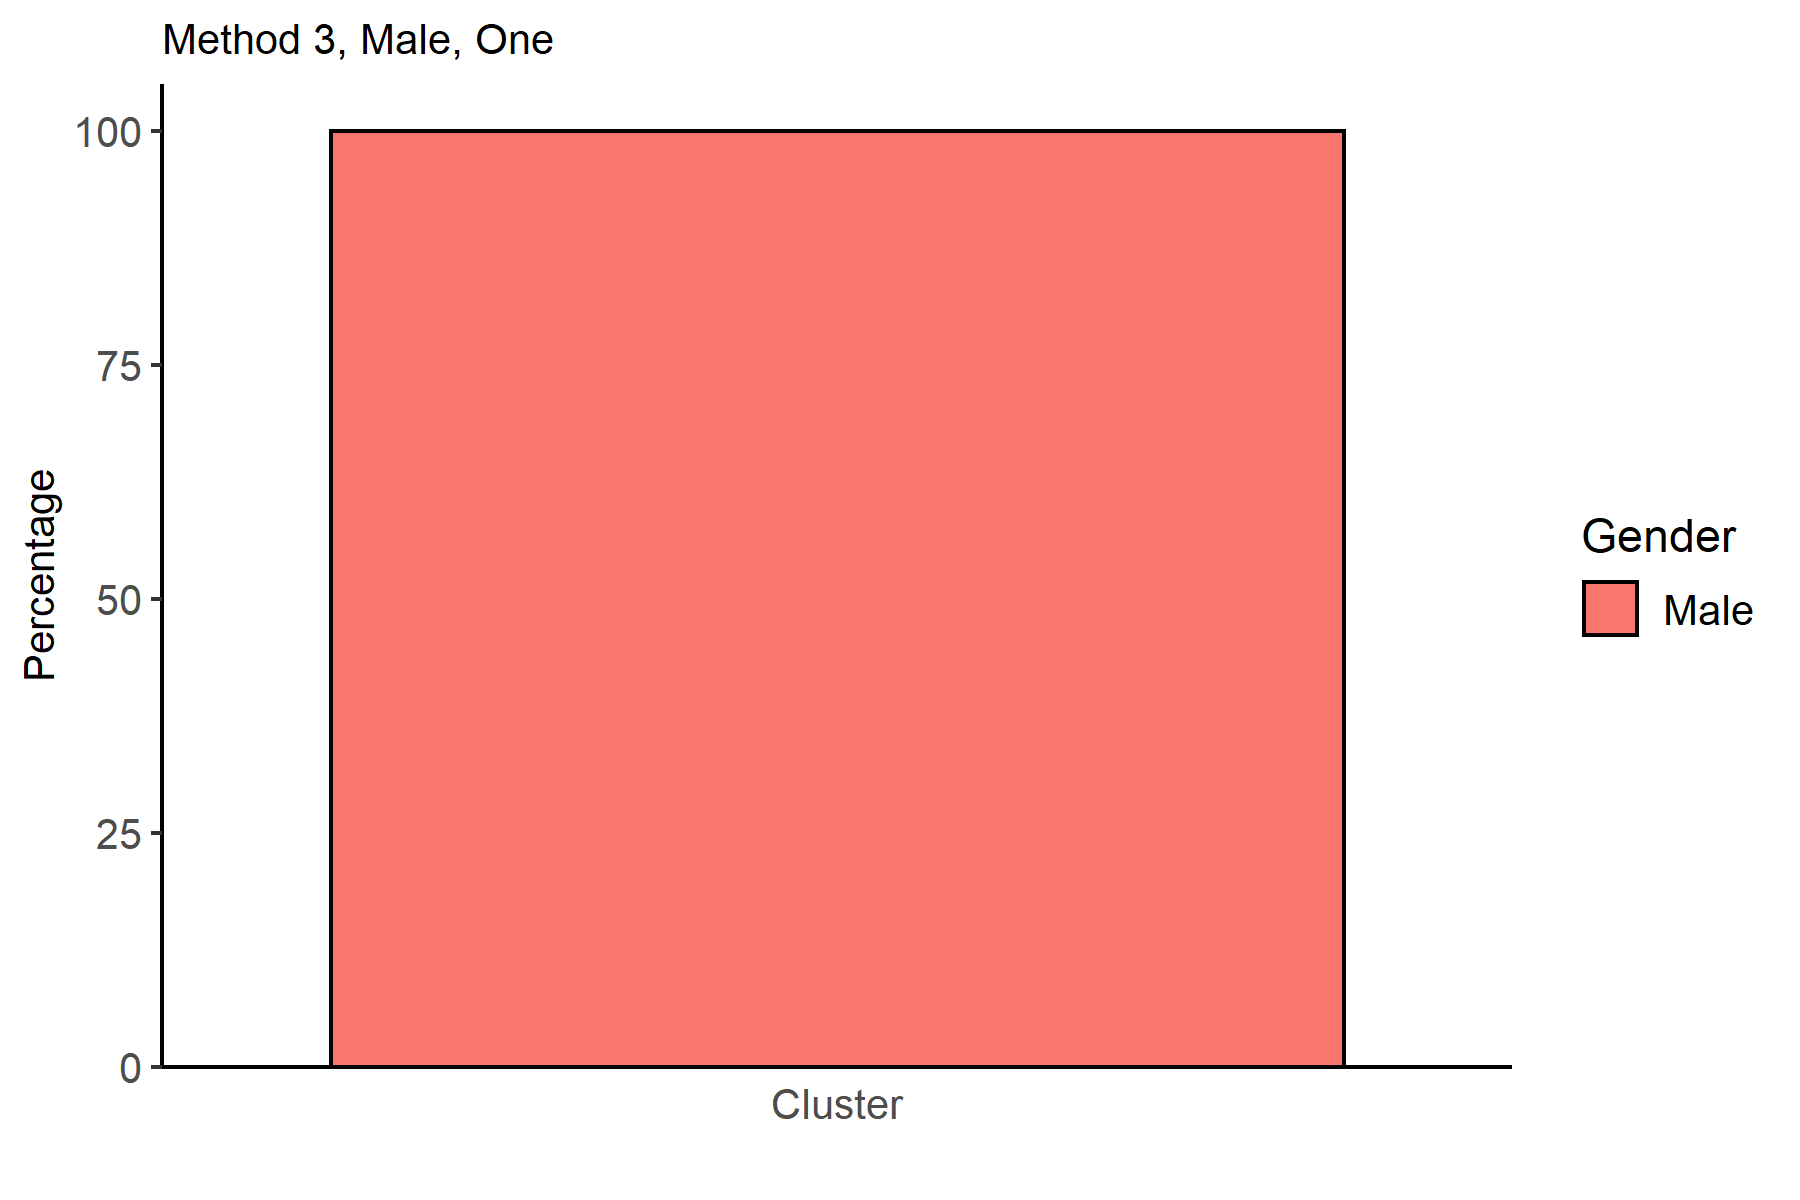 Method 3, Male, One
100
75
50
25
0
Percentage
Cluster
Gender
Male